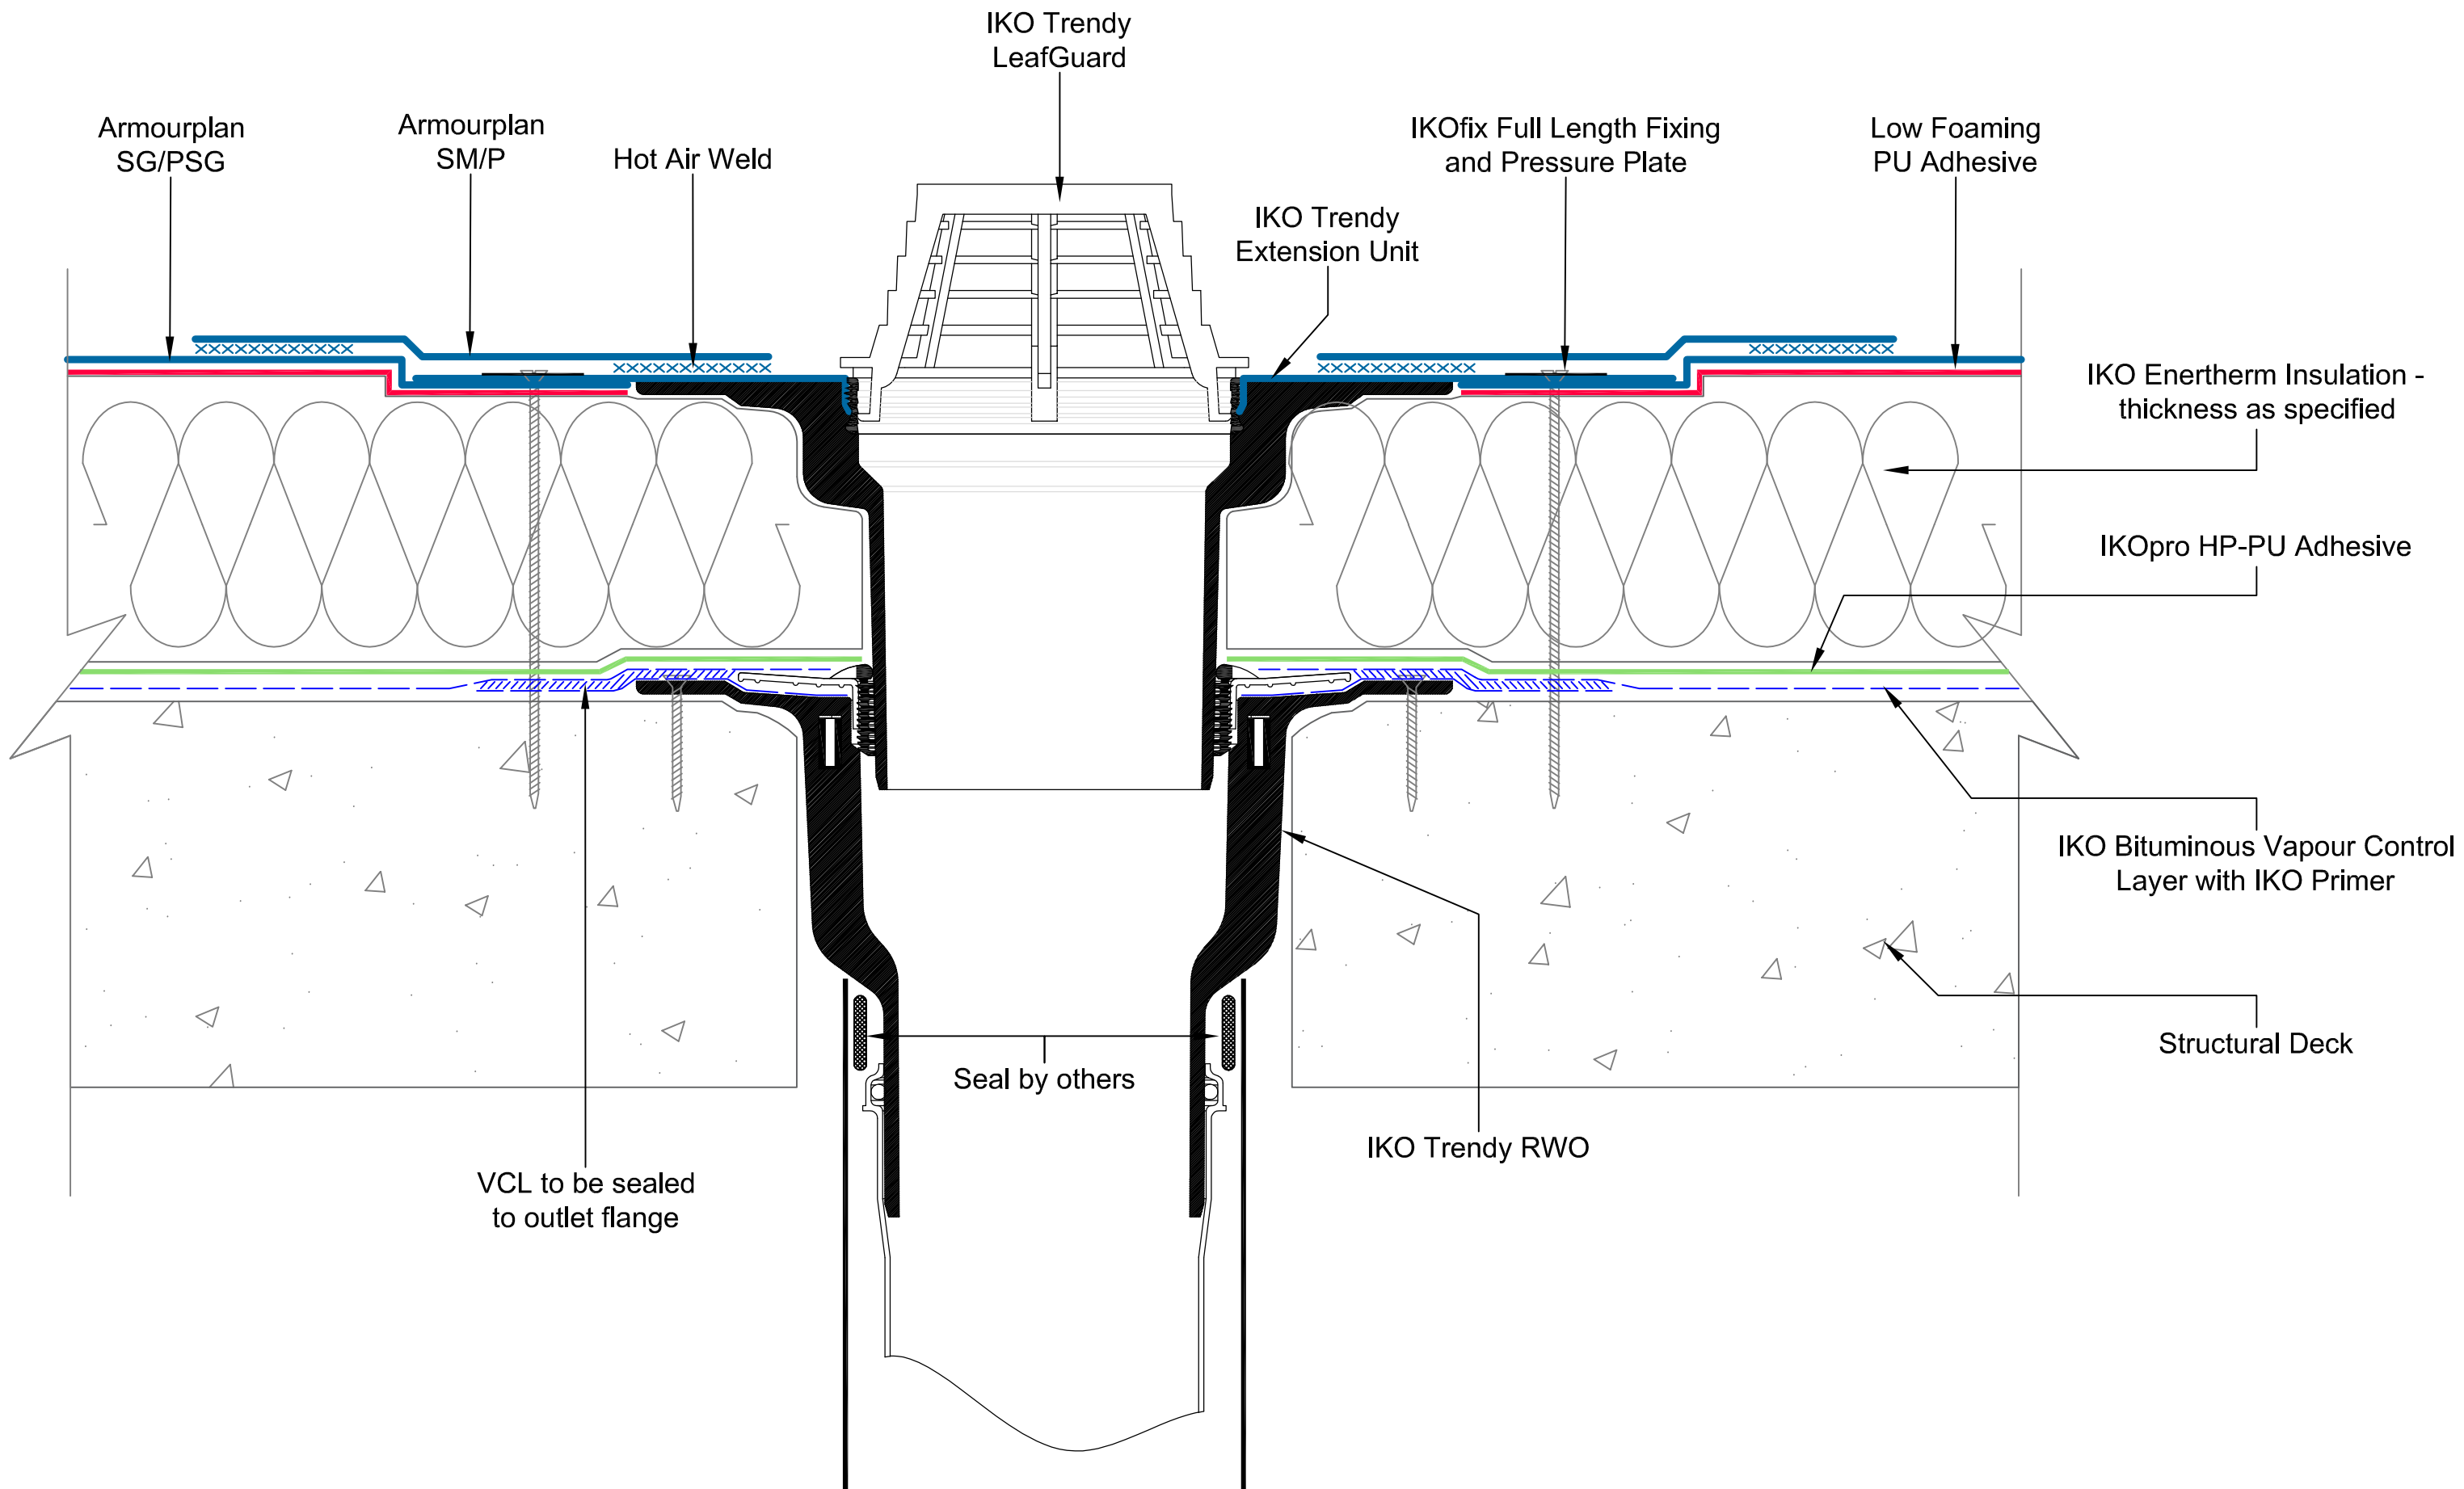 IKO Trendy
LeafGuard
Armourplan
SG/PSG
Armourplan
SM/P
Hot Air Weld
IKOfix Full Length Fixing
and Pressure Plate
Low Foaming
PU Adhesive
IKO Trendy
Extension Unit
IKO Enertherm Insulation -
thickness as specified
IKOpro HP-PU Adhesive
IKO Bituminous Vapour Control
Layer with IKO Primer
Structural Deck
Seal by others
IKO Trendy RWO
VCL to be sealed
to outlet flange